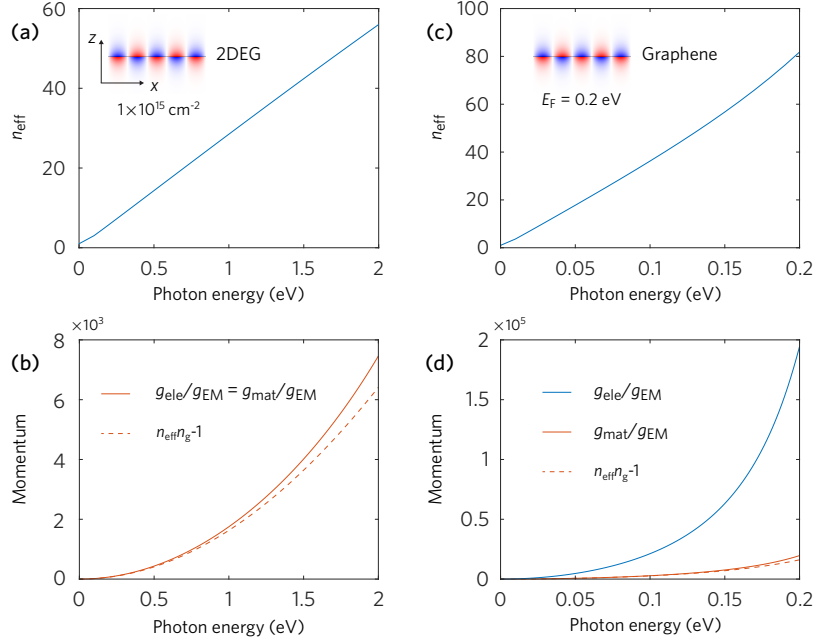 (a)
60
40
20
0
n_eff
z
x
2DEG
1×10¹⁵ cm⁻²
0 0.5 1 1.5 2
Photon energy (eV)
(c)
100
80
60
40
20
0
n_eff
Graphene
E_F = 0.2 eV
0 0.05 0.1 0.15 0.2
Photon energy (eV)
(b)
×10³
8
6
4
2
0
Momentum
g_ele/g_EM = g_mat/g_EM
n_eff n_g-1
0 0.5 1 1.5 2
Photon energy (eV)
(d)
×10⁵
2
1.5
1
0.5
0
Momentum
g_ele/g_EM
g_mat/g_EM
n_eff n_g-1
0 0.05 0.1 0.15 0.2
Photon energy (eV)